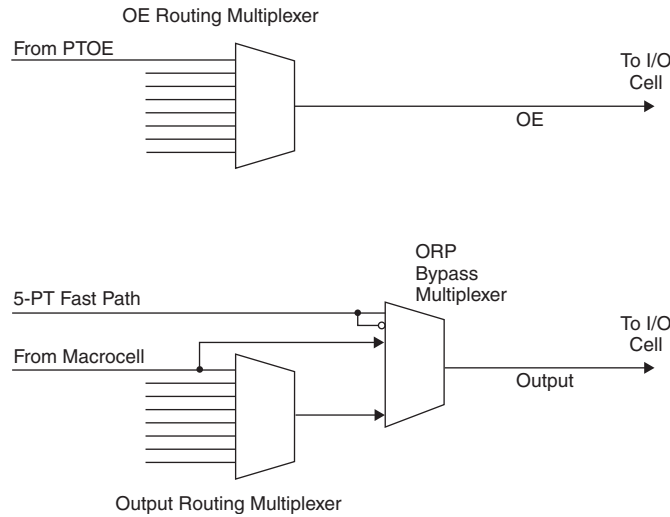 OE Routing Multiplexer
From PTOE
To I/O
Cell
OE
ORP
Bypass
Multiplexer
5-PT Fast Path
To I/O
Cell
From Macrocell
Output
Output Routing Multiplexer